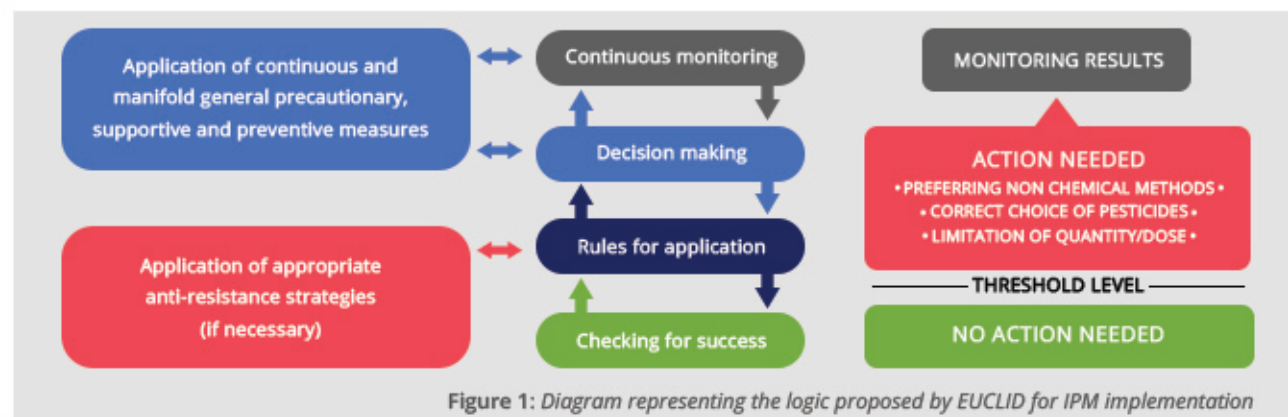 Application of continuous and
manifold general precautionary,
supportive and preventive measures
Application of appropriate
anti-resistance strategies
(if necessary)
Continuous monitoring
Decision making
Rules for application
Checking for success
MONITORING RESULTS
ACTION NEEDED
• PREFERRING NON CHEMICAL METHODS •
• CORRECT CHOICE OF PESTICIDES •
• LIMITATION OF QUANTITY/DOSE •
THRESHOLD LEVEL
NO ACTION NEEDED
Figure 1: Diagram representing the logic proposed by EUCLID for IPM implementation